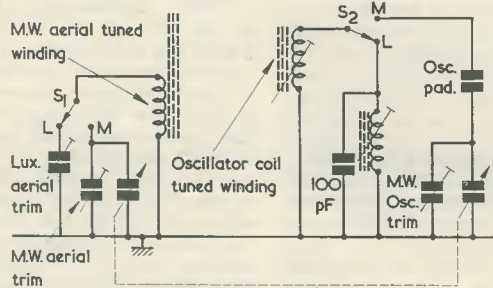 M.W. aerial tuned
winding
S1
L
M
Lux.
aerial
trim
M.W. aerial
trim
Oscillator coil
tuned winding
S2
M
L
Osc.
pad.
100
pF
M.W.
Osc.
trim